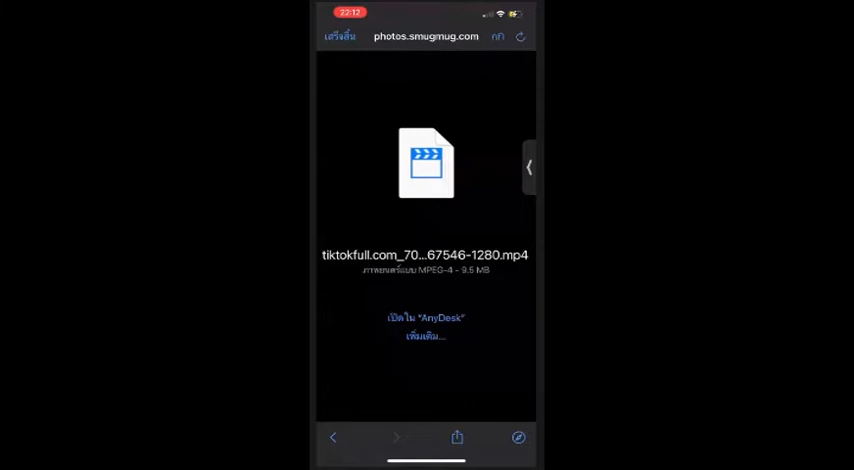 22:12
เสร็จสิ้น photos.smugmug.com กก
tiktokfull.com_70...67546-1280.mp4
ภาพยนตร์แบบ MPEG-4 - 9.5 MB
เปิดใน "AnyDesk"
เพิ่มเติม...